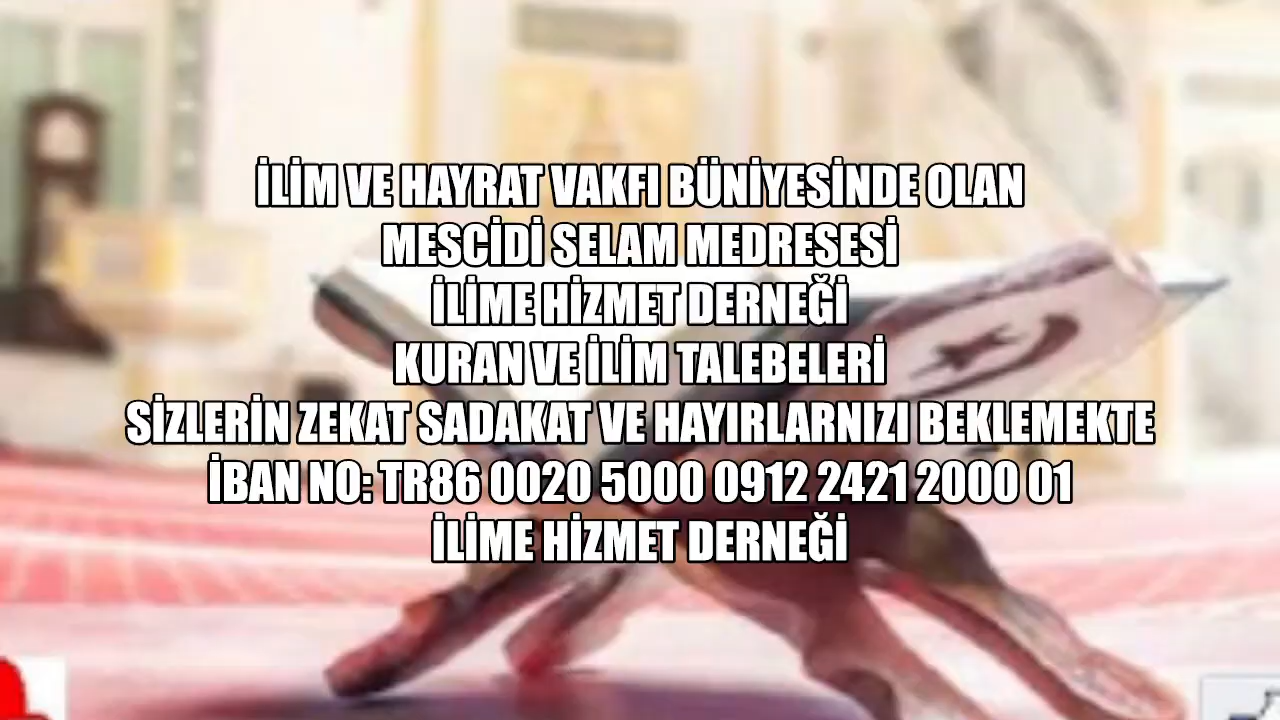 İLİM VE HAYRAT VAKFI BÜNİYESİNDE OLAN
MESCİDİ SELAM MEDRESESİ
İLİME HİZMET DERNEĞİ
KURAN VE İLİM TALEBELERİ
SİZLERİN ZEKAT SADAKAT VE HAYIRLARNIZI BEKLEMEKTE
İBAN NO: TR86 0020 5000 0912 2421 2000 01
İLİME HİZMET DERNEĞİ